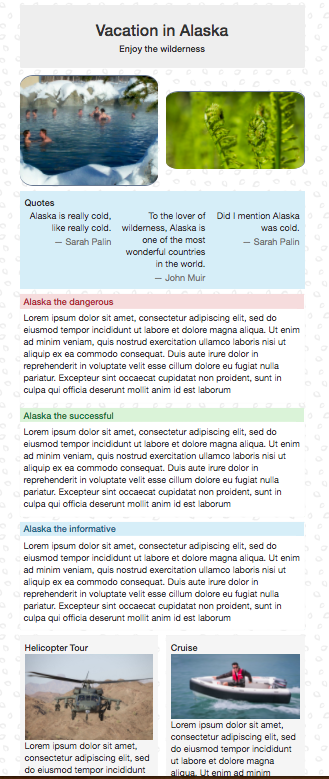 Vacation in Alaska
Enjoy the wilderness
Quotes
Alaska is really cold,
like really cold.
— Sarah Palin
To the lover of
wilderness, Alaska is
one of the most
wonderful countries
in the world.
— John Muir
Did I mention Alaska
was cold.
— Sarah Palin
Alaska the dangerous
Lorem ipsum dolor sit amet, consectetur adipiscing elit, sed do
eiusmod tempor incididunt ut labore et dolore magna aliqua. Ut enim
ad minim veniam, quis nostrud exercitation ullamco laboris nisi ut
aliquip ex ea commodo consequat. Duis aute irure dolor in
reprehenderit in voluptate velit esse cillum dolore eu fugiat nulla
pariatur. Excepteur sint occaecat cupidatat non proident, sunt in
culpa qui officia deserunt mollit anim id est laborum
Alaska the successful
Lorem ipsum dolor sit amet, consectetur adipiscing elit, sed do
eiusmod tempor incididunt ut labore et dolore magna aliqua. Ut enim
ad minim veniam, quis nostrud exercitation ullamco laboris nisi ut
aliquip ex ea commodo consequat. Duis aute irure dolor in
reprehenderit in voluptate velit esse cillum dolore eu fugiat nulla
pariatur. Excepteur sint occaecat cupidatat non proident, sunt in
culpa qui officia deserunt mollit anim id est laborum
Alaska the informative
Lorem ipsum dolor sit amet, consectetur adipiscing elit, sed do
eiusmod tempor incididunt ut labore et dolore magna aliqua. Ut enim
ad minim veniam, quis nostrud exercitation ullamco laboris nisi ut
aliquip ex ea commodo consequat. Duis aute irure dolor in
reprehenderit in voluptate velit esse cillum dolore eu fugiat nulla
pariatur. Excepteur sint occaecat cupidatat non proident, sunt in
culpa qui officia deserunt mollit anim id est laborum
Helicopter Tour
Lorem ipsum dolor sit amet,
consectetur adipiscing elit, sed
do eiusmod tempor incididunt
Cruise
Lorem ipsum dolor sit amet,
consectetur adipiscing elit, sed
do eiusmod tempor incididunt
ut labore et dolore magna
aliqua. Ut enim ad minim